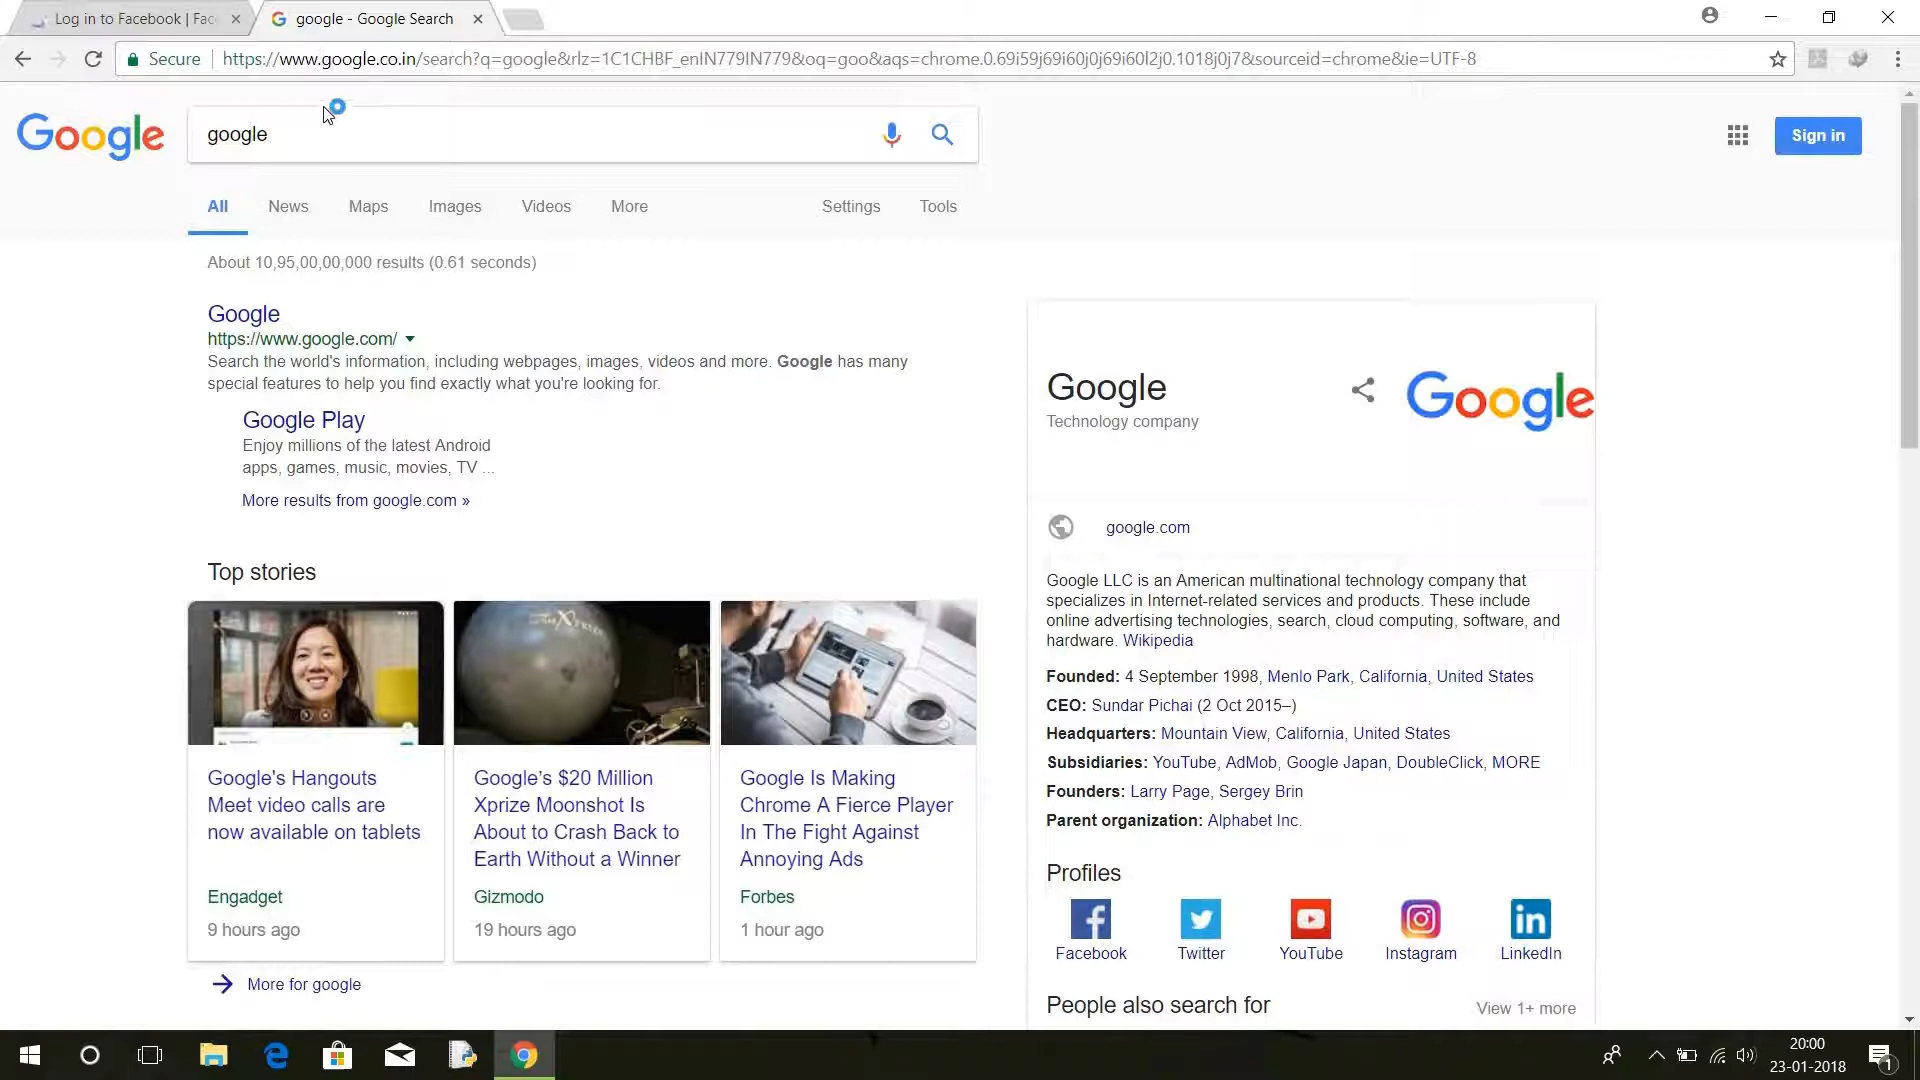 Log in to Facebook | Fac
google - Google Search
Secure
https://www.google.co.in/search?q=google&rlz=1C1CHBF_enIN779IN779&oq=goo&aqs=chrome.0.69i59j69i60j0j69i60l2j0.1018j0j7&sourceid=chrome&ie=UTF-8
Google
google
Sign in
All
News
Maps
Images
Videos
More
Settings
Tools
About 10,95,00,00,000 results (0.61 seconds)
Google
https://www.google.com/
Search the world's information, including webpages, images, videos and more. Google has many
special features to help you find exactly what you're looking for.
Google Play
Enjoy millions of the latest Android
apps, games, music, movies, TV ...
More results from google.com »
Top stories
Google's Hangouts
Meet video calls are
now available on tablets
Engadget
9 hours ago
Google's $20 Million
Xprize Moonshot Is
About to Crash Back to
Earth Without a Winner
Gizmodo
19 hours ago
Google Is Making
Chrome A Fierce Player
In The Fight Against
Annoying Ads
Forbes
1 hour ago
More for google
Google
Technology company
Google
google.com
Google LLC is an American multinational technology company that
specializes in Internet-related services and products. These include
online advertising technologies, search, cloud computing, software, and
hardware. Wikipedia
Founded: 4 September 1998, Menlo Park, California, United States
CEO: Sundar Pichai (2 Oct 2015–)
Headquarters: Mountain View, California, United States
Subsidiaries: YouTube, AdMob, Google Japan, DoubleClick, MORE
Founders: Larry Page, Sergey Brin
Parent organization: Alphabet Inc.
Profiles
Facebook
Twitter
YouTube
Instagram
LinkedIn
People also search for
View 1+ more
20:00
23-01-2018
1